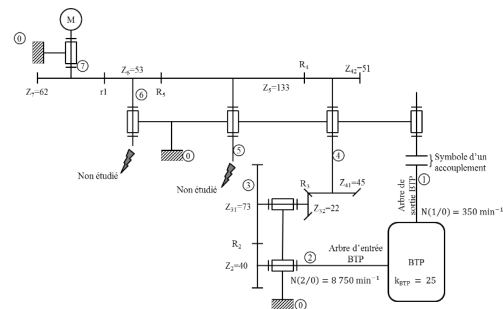 M
0
7
Z₆=53
Z₇=62
r1
R₅
R₄
Z₄₂=51
Z₅=133
6
0
5
4
Non étudié
Non étudié
3
R₃
Z₄₁=45
Z₃₁=73
Z₃₂=22
R₂
2
Z₂=40
Arbre d'entrée
BTP
N(2/0) = 8 750 min⁻¹
0
Symbole d'un
accouplement
1
Arbre de
sortie BTP
N(1/0) = 350 min⁻¹
BTP
k_BTP = 25